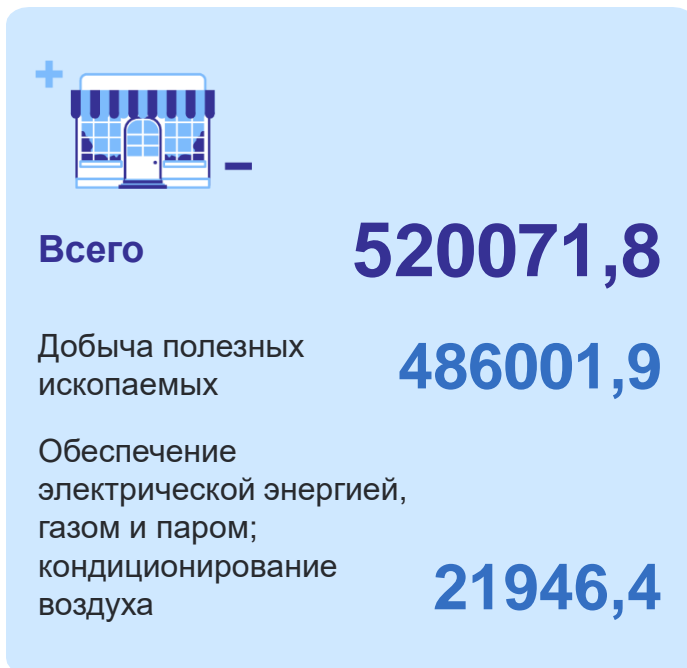 Всего 520071,8
Добыча полезных
ископаемых 486001,9
Обеспечение
электрической энергией,
газом и паром;
кондиционирование
воздуха 21946,4